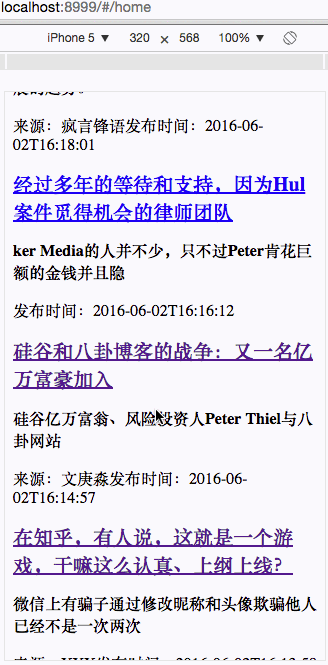 localhost:8999/#/home
iPhone 5 ▼ 320 × 568 100% ▼
来源：疯言锋语发布时间：2016-06-
02T16:18:01
经过多年的等待和支持，因为Hul
案件觅得机会的律师团队
ker Media的人并不少，只不过Peter肯花巨
额的金钱并且隐
发布时间：2016-06-02T16:16:12
硅谷和八卦博客的战争：又一名亿
万富豪加入
硅谷亿万富翁、风险投资人Peter Thiel与八
卦网站
来源：文庚淼发布时间：2016-06-
02T16:14:57
在知乎，有人说，这就是一个游
戏，干嘛这么认真、上纲上线？
微信上有骗子通过修改昵称和头像欺骗他人
已经不是一次两次